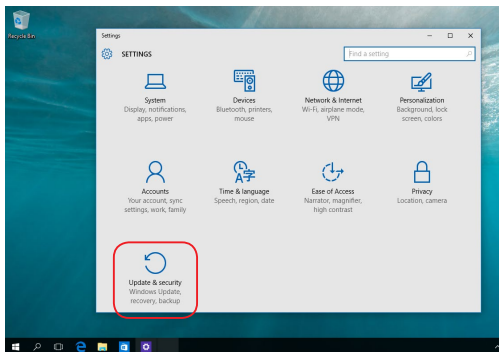 Recycle Bin
Settings
SETTINGS
Find a setting
System
Display, notifications,
apps, power
Devices
Bluetooth, printers,
mouse
Network & Internet
Wi-Fi, airplane mode,
VPN
Personalization
Background, lock
screen, colors
Accounts
Your account, sync
settings, work, family
Time & language
Speech, region, date
Ease of Access
Narrator, magnifier,
high contrast
Privacy
Location, camera
Update & security
Windows Update,
recovery, backup